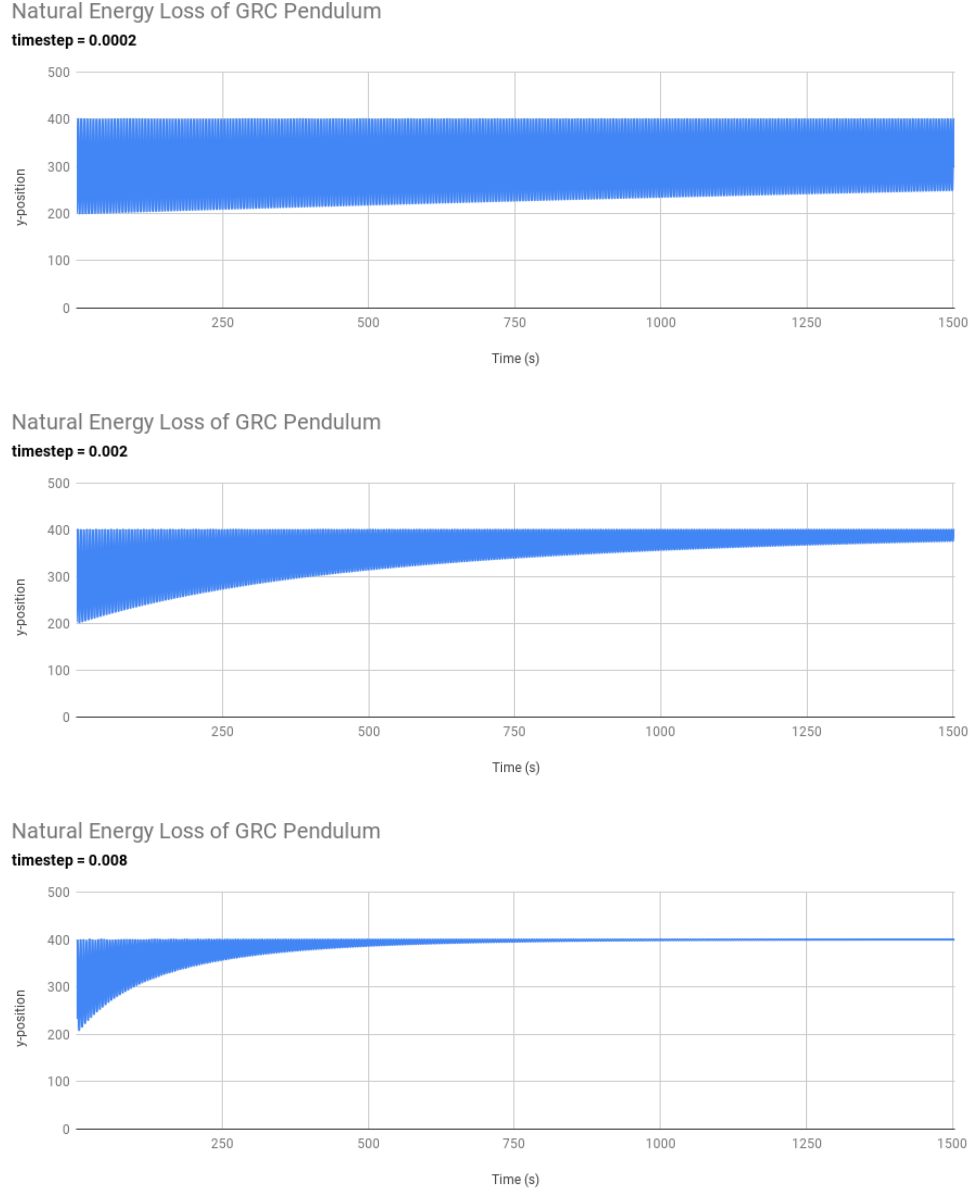 Natural Energy Loss of GRC Pendulum
timestep = 0.0002
500
400
300
200
100
0
y-position
250 500 750 1000 1250 1500
Time (s)
Natural Energy Loss of GRC Pendulum
timestep = 0.002
500
400
300
200
100
0
y-position
250 500 750 1000 1250 1500
Time (s)
Natural Energy Loss of GRC Pendulum
timestep = 0.008
500
400
300
200
100
0
y-position
250 500 750 1000 1250 1500
Time (s)